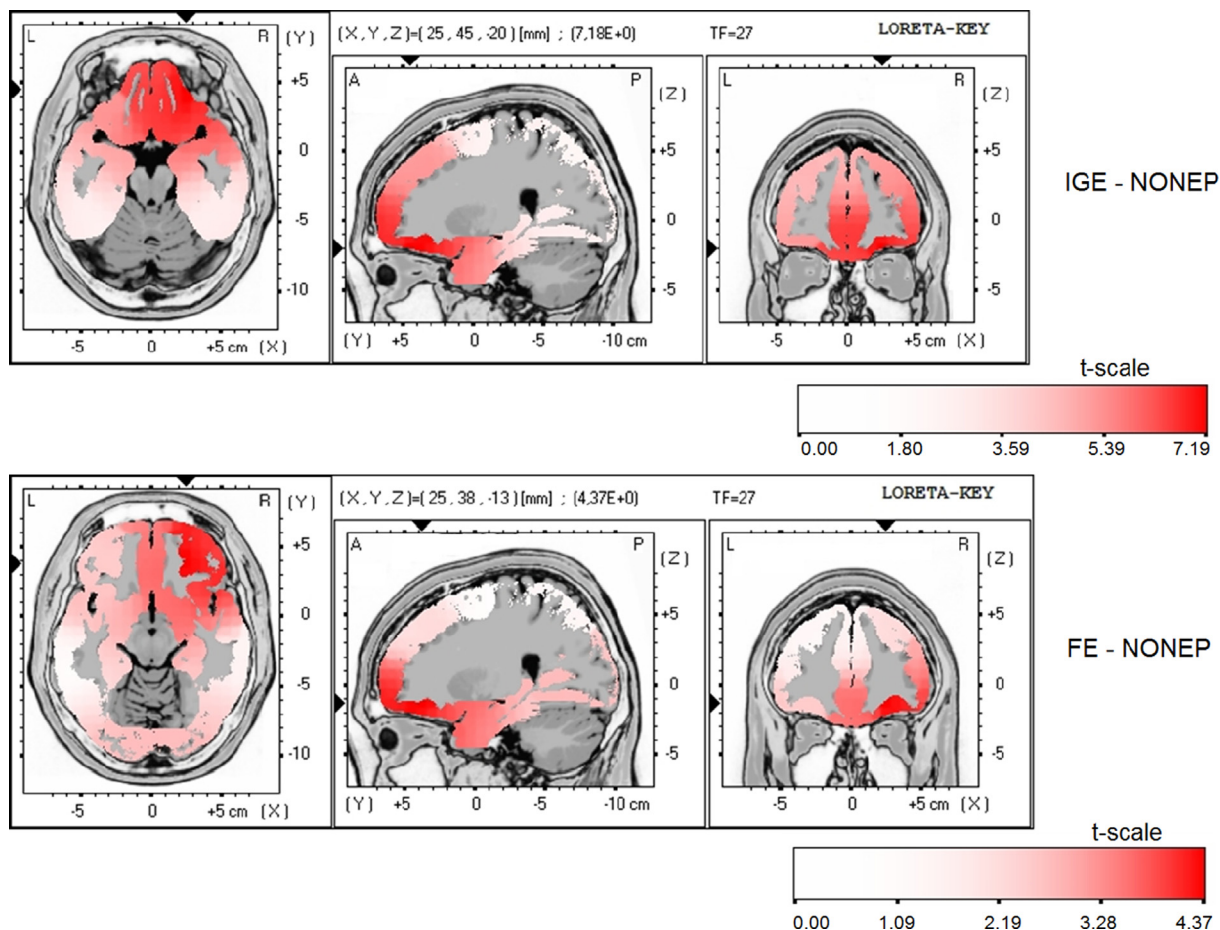 (X,Y,Z)=(25,45,-20)[mm];(7,18E+0) TF=27 LORETA-KEY
L R (Y)
+5
0
-5
-10
-5 0 +5 cm (X)
A P (Z)
+5
0
-5
(Y) +5 0 -5 -10 cm
L R (Z)
+5
0
-5
-5 0 +5 cm (X)
IGE - NONEP
t-scale
0.00 1.80 3.59 5.39 7.19
(X,Y,Z)=(25,38,-13)[mm];(4,37E+0) TF=27 LORETA-KEY
L R (Y)
+5
0
-5
-10
-5 0 +5 cm (X)
A P (Z)
+5
0
-5
(Y) +5 0 -5 -10 cm
L R (Z)
+5
0
-5
-5 0 +5 cm (X)
FE - NONEP
t-scale
0.00 1.09 2.19 3.28 4.37